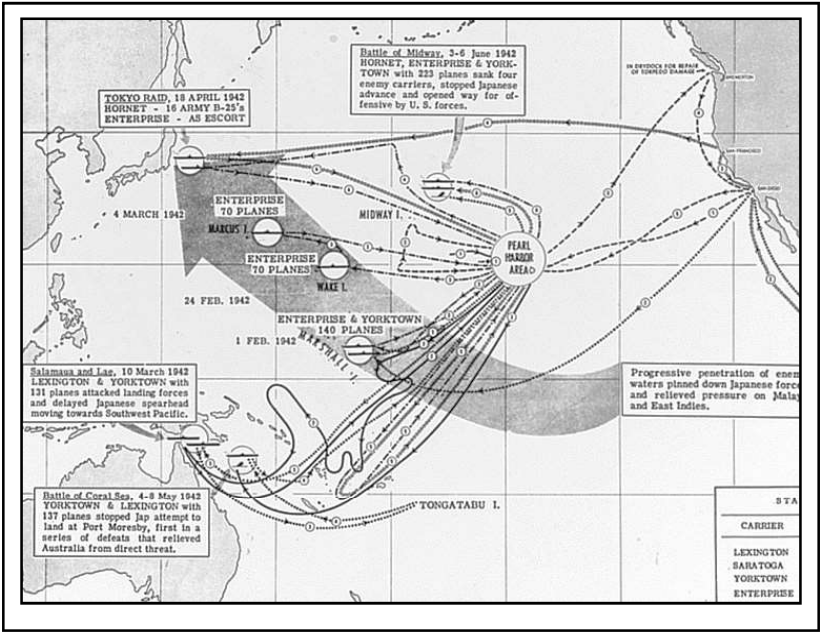 Battle of Midway, 3-6 June 1942
HORNET, ENTERPRISE & YORK-
TOWN with 223 planes sank four
enemy carriers, stopped Japanese
advance and opened way for of-
fensive by U. S. forces.
IN DRYDOCK FOR REPAIR
OF TORPEDO DAMAGE
BREMERTON
TOKYO RAID, 18 APRIL 1942
HORNET - 16 ARMY B-25's
ENTERPRISE - AS ESCORT
SAN FRANCISCO
SAN DIEGO
4 MARCH 1942
ENTERPRISE
70 PLANES
MIDWAY I.
MARCUS I.
PEARL
HARBOR
AREA
ENTERPRISE
70 PLANES
WAKE I.
24 FEB. 1942
ENTERPRISE & YORKTOWN
140 PLANES
1 FEB. 1942
MARSHALL I.
Salamaua and Lae, 10 March 1942
LEXINGTON & YORKTOWN with
131 planes attacked landing forces
and delayed Japanese spearhead
moving towards Southwest Pacific.
Progressive penetration of enem
waters pinned down Japanese force
and relieved pressure on Malay
and East Indies.
Battle of Coral Sea, 4-8 May 1942
YORKTOWN & LEXINGTON with
137 planes stopped Jap attempt to
land at Port Moresby, first in a
series of defeats that relieved
Australia from direct threat.
TONGATABU I.
STA
CARRIER
LEXINGTON
SARATOGA
YORKTOWN
ENTERPRISE